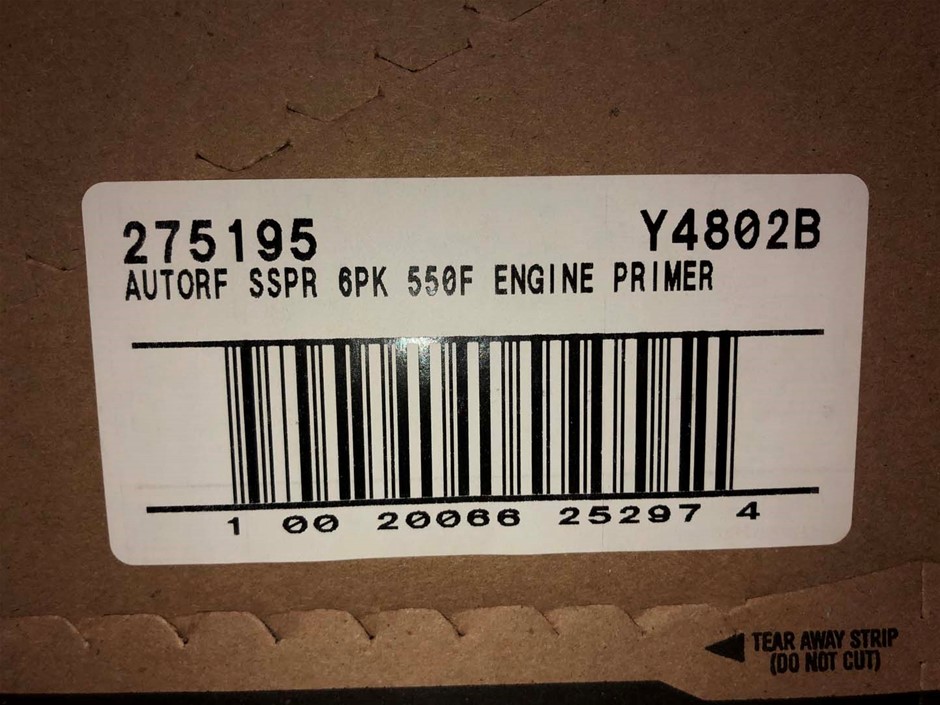 275195 Y4802B
AUTORF SSPR 6PK 550F ENGINE PRIMER
1 00 20066 25297 4
TEAR AWAY STRIP
(DO NOT CUT)